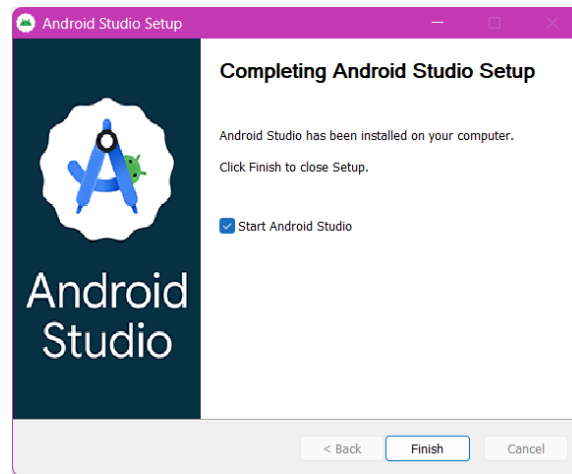 Android Studio Setup
Completing Android Studio Setup
Android Studio has been installed on your computer.
Click Finish to close Setup.
Start Android Studio
Android
Studio
< Back
Finish
Cancel